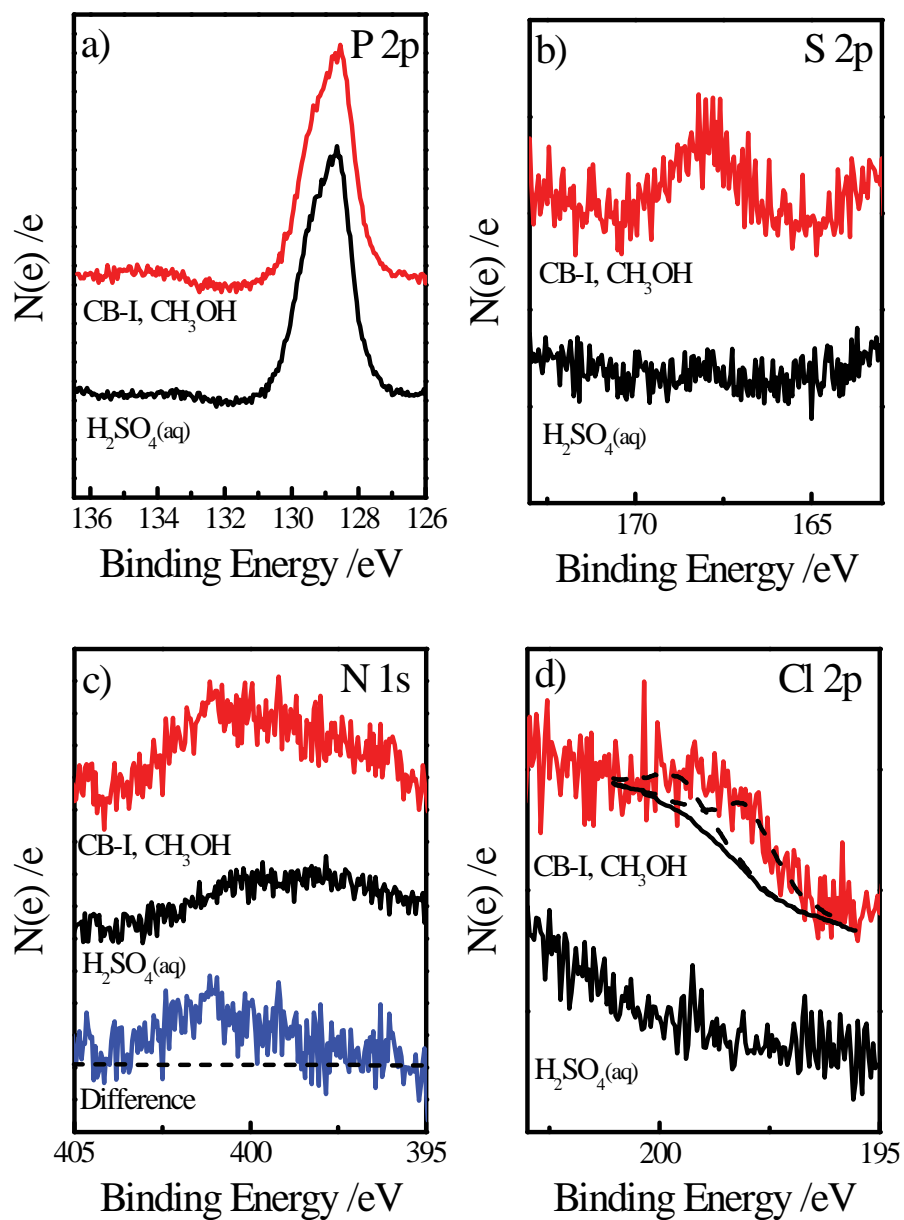 a) P 2p
N(e) /e
CB-I, CH₃OH
H₂SO₄(aq)
136 134 132 130 128 126
Binding Energy /eV
b) S 2p
N(e) /e
CB-I, CH₃OH
H₂SO₄(aq)
170 165
Binding Energy /eV
c) N 1s
N(e) /e
CB-I, CH₃OH
H₂SO₄(aq)
Difference
405 400 395
Binding Energy /eV
d) Cl 2p
N(e) /e
CB-I, CH₃OH
H₂SO₄(aq)
200 195
Binding Energy /eV